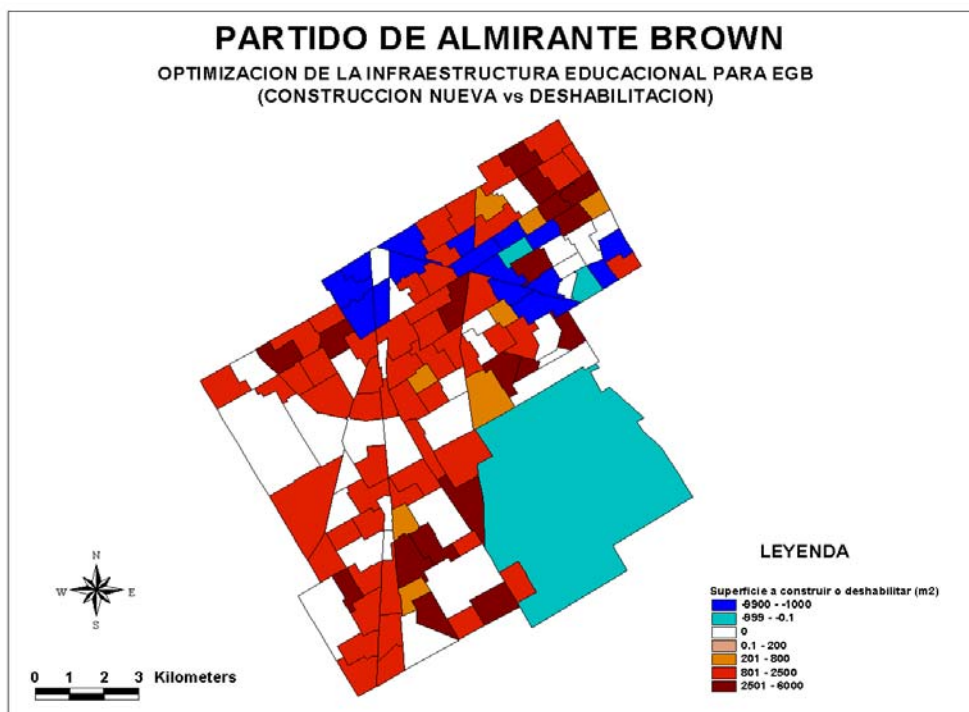 PARTIDO DE ALMIRANTE BROWN
OPTIMIZACION DE LA INFRAESTRUCTURA EDUCACIONAL PARA EGB
(CONSTRUCCION NUEVA vs DESHABILITACION)
LEYENDA
Superficie a construir o deshabilitar (m2)
-9900 - -1000
-999 - -0.1
0
0.1 - 200
201 - 800
801 - 2500
2501 - 6000
N
W E
S
0 1 2 3 Kilometers